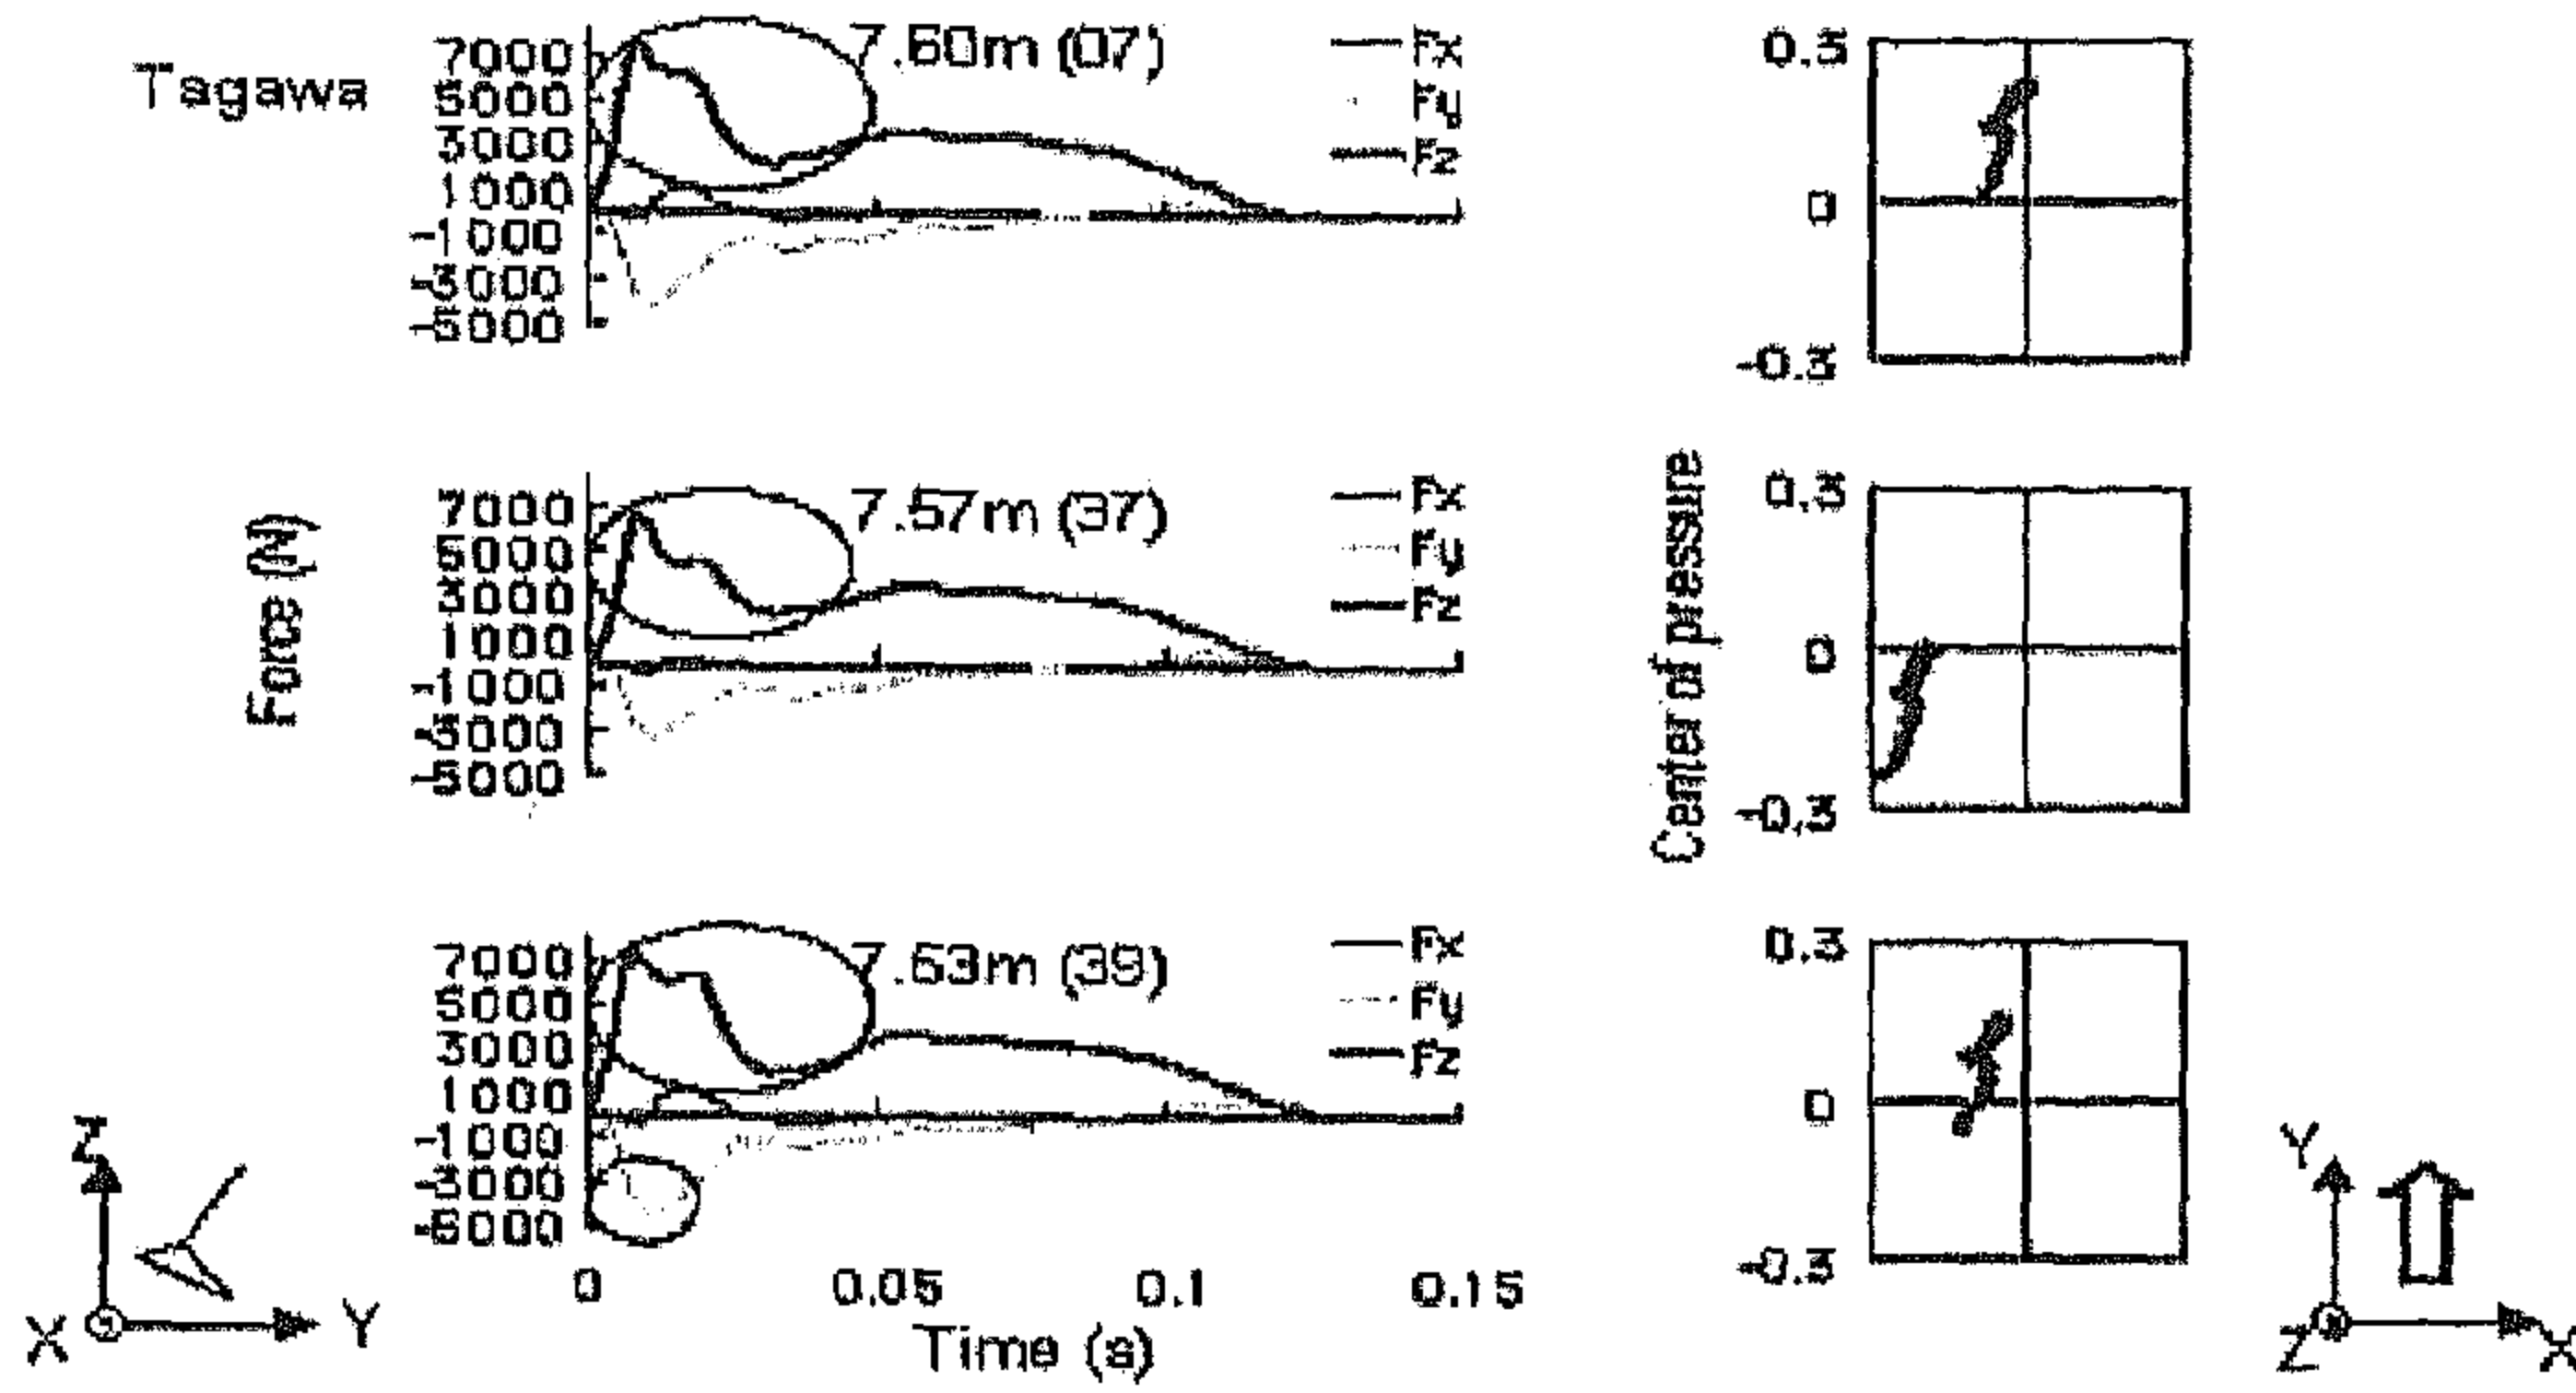 Tagawa
7.60m (07)
7000
5000
3000
1000
-1000
-3000
-5000
Fx
Fy
Fz
0.3
0
-0.3
Force (N)
7.57m (37)
7000
5000
3000
1000
-1000
-3000
-5000
Fx
Fy
Fz
Center of pressure
0.3
0
-0.3
7.63m (39)
7000
5000
3000
1000
-1000
-3000
-5000
Fx
Fy
Fz
0.3
0
-0.3
0 0.05 0.1 0.15
Time (s)
Z
X
Y
Y
Z
X